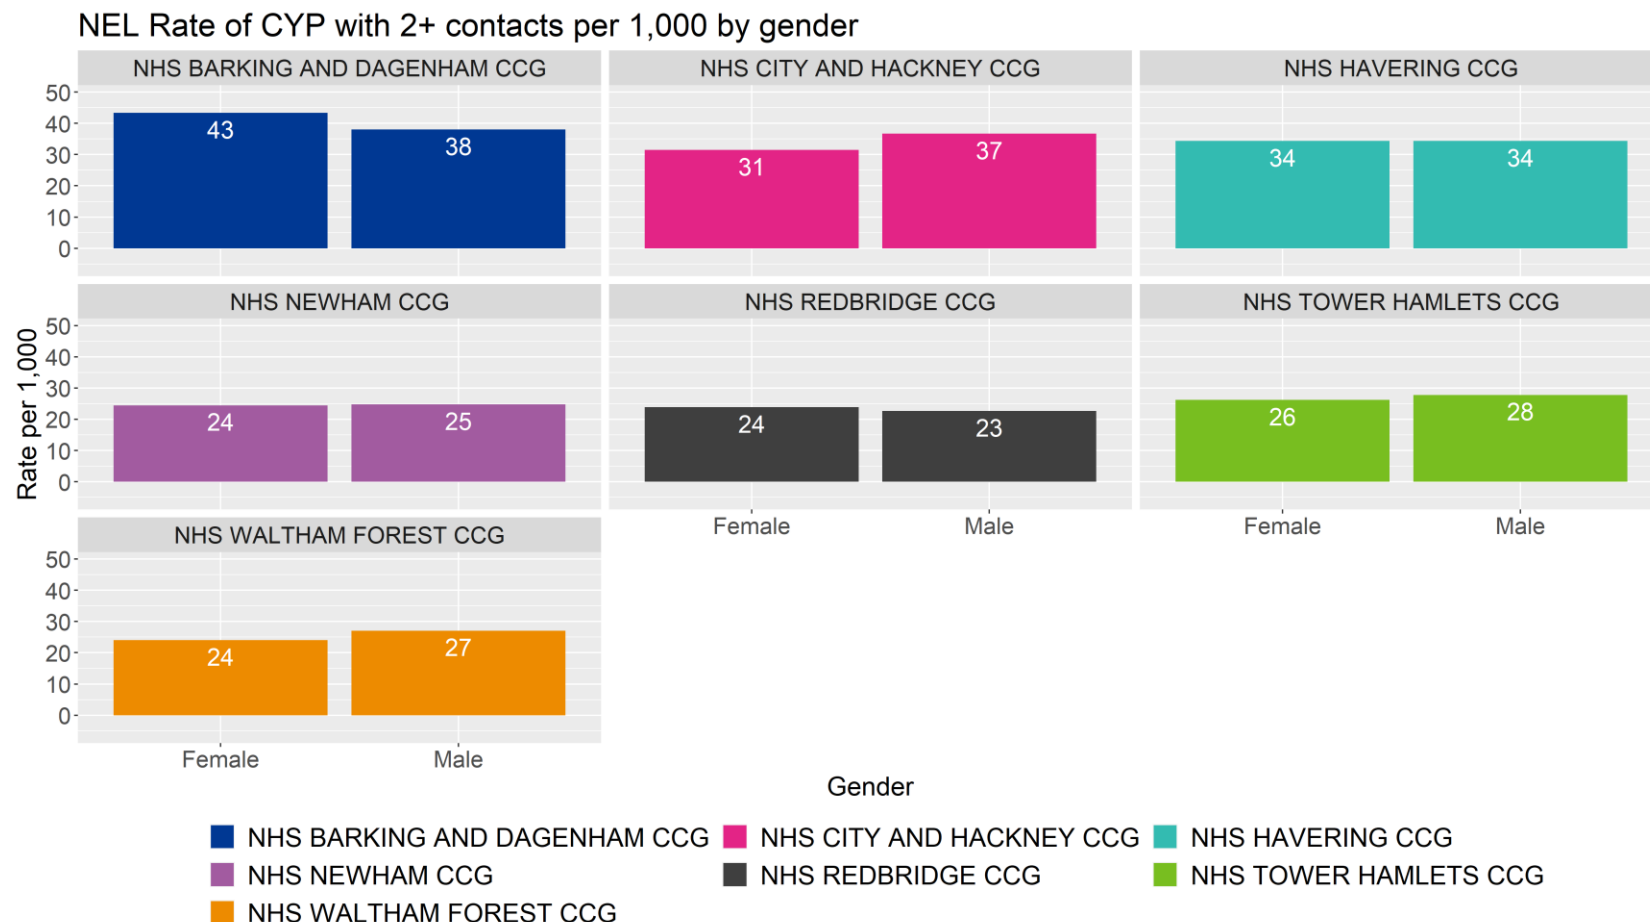 NEL Rate of CYP with 2+ contacts per 1,000 by gender
NHS BARKING AND DAGENHAM CCG
NHS CITY AND HACKNEY CCG
NHS HAVERING CCG
50
40
30
20
10
0
43
38
31
37
34
34
NHS NEWHAM CCG
NHS REDBRIDGE CCG
NHS TOWER HAMLETS CCG
Rate per 1,000
50
40
30
20
10
0
24
25
24
23
26
28
Female
Male
Female
Male
NHS WALTHAM FOREST CCG
50
40
30
20
10
0
24
27
Female
Male
Gender
NHS BARKING AND DAGENHAM CCG
NHS CITY AND HACKNEY CCG
NHS HAVERING CCG
NHS NEWHAM CCG
NHS REDBRIDGE CCG
NHS TOWER HAMLETS CCG
NHS WALTHAM FOREST CCG